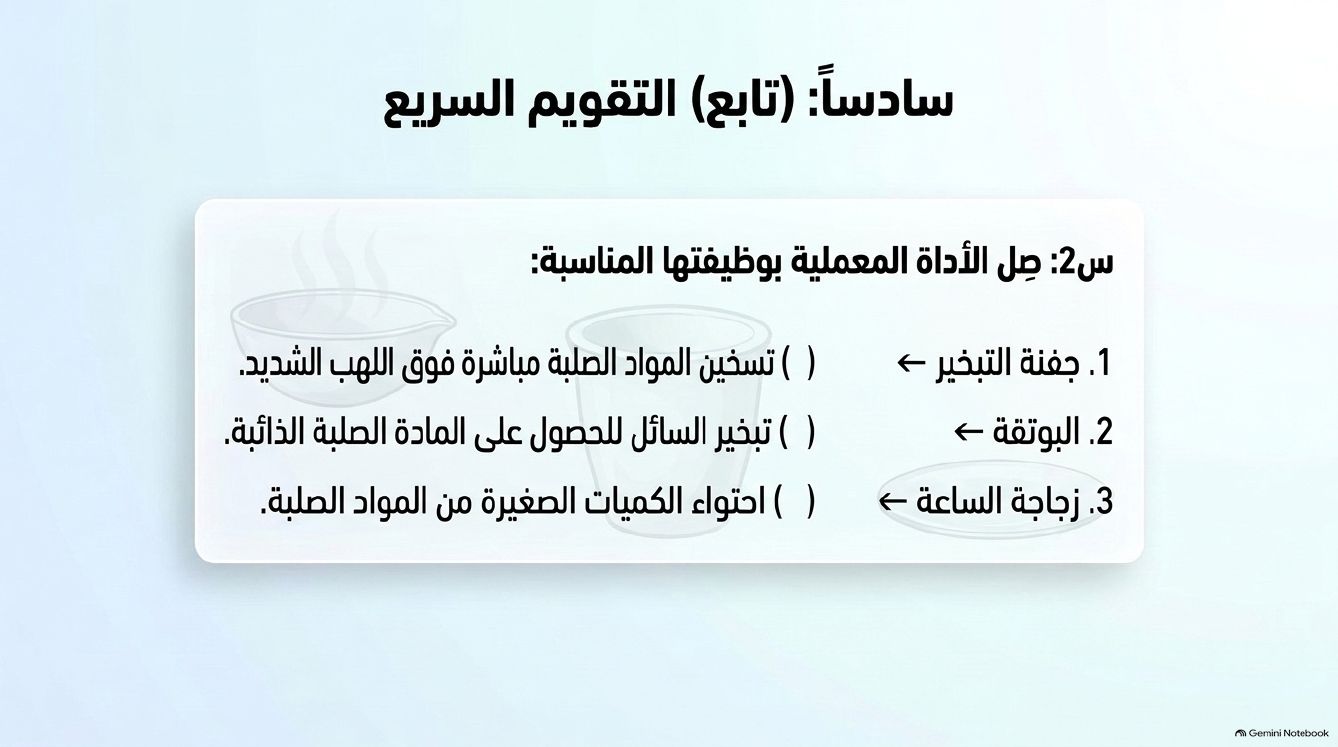 سادساً: (تابع) التقويم السريع
س2: صِل الأداة المعملية بوظيفتها المناسبة:
1. جفنة التبخير ← ( ) تسخين المواد الصلبة مباشرة فوق اللهب الشديد.
2. البوتقة ← ( ) تبخير السائل للحصول على المادة الصلبة الذائبة.
3. زجاجة الساعة ← ( ) احتواء الكميات الصغيرة من المواد الصلبة.
Gemini Notebook